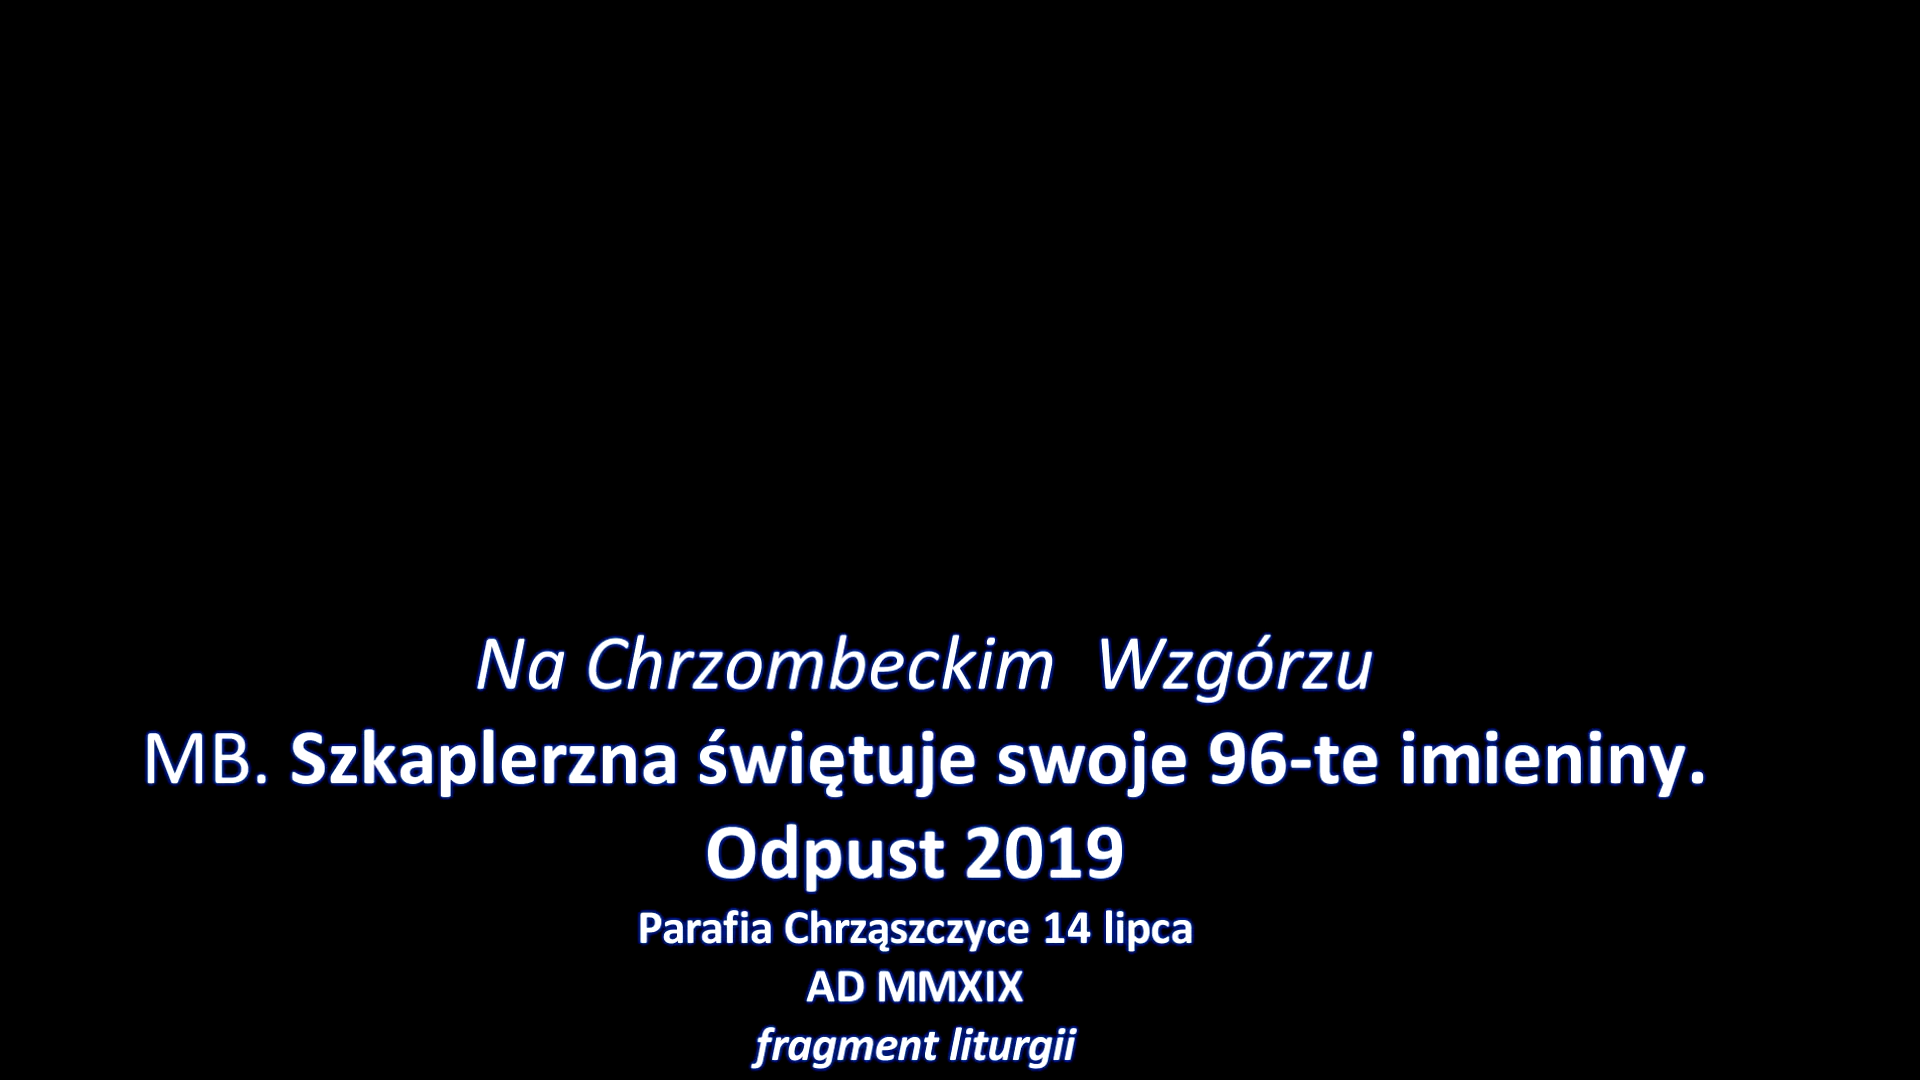 Na Chrzombeckim  Wzgórzu
MB. Szkaplerzna świętuje swoje 96-te imieniny.
Odpust 2019
Parafia Chrząszczyce 14 lipca
AD MMXIX
fragment liturgii